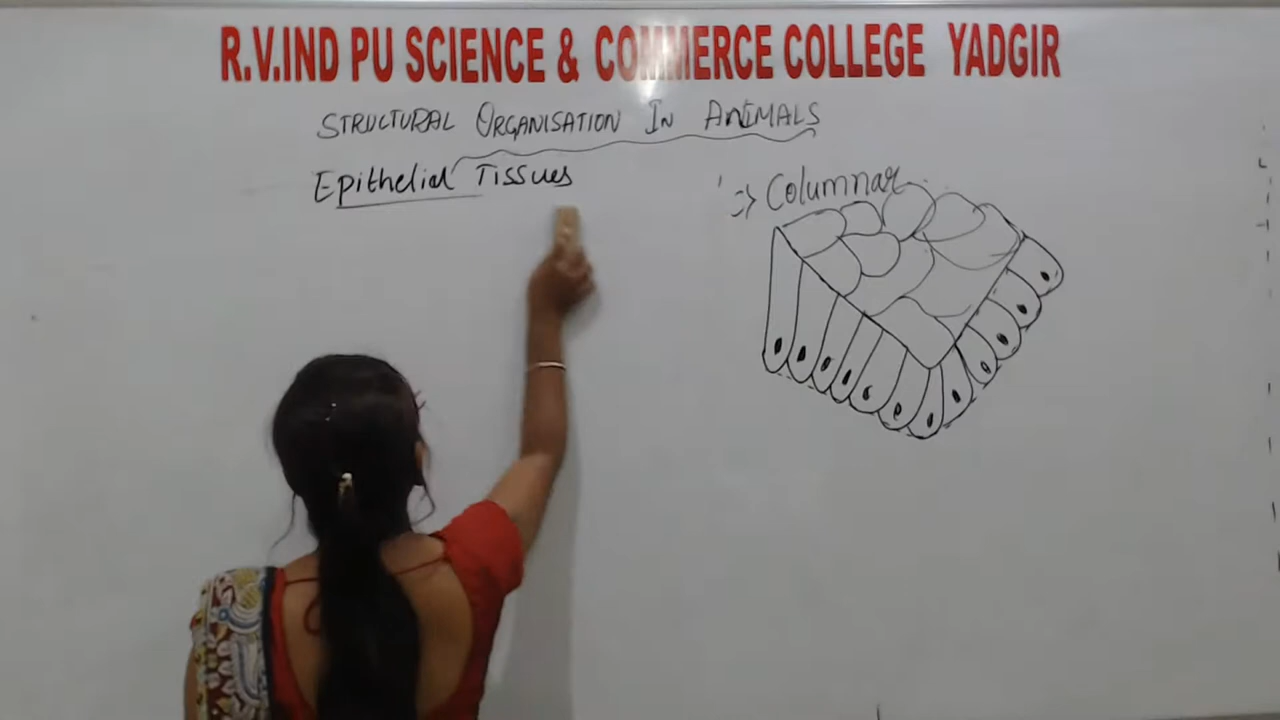 R.V.IND PU SCIENCE & COMMERCE COLLEGE YADGIR
STRUCTURAL ORGANISATION IN ANIMALS
Epithelial Tissues
=> Columnar